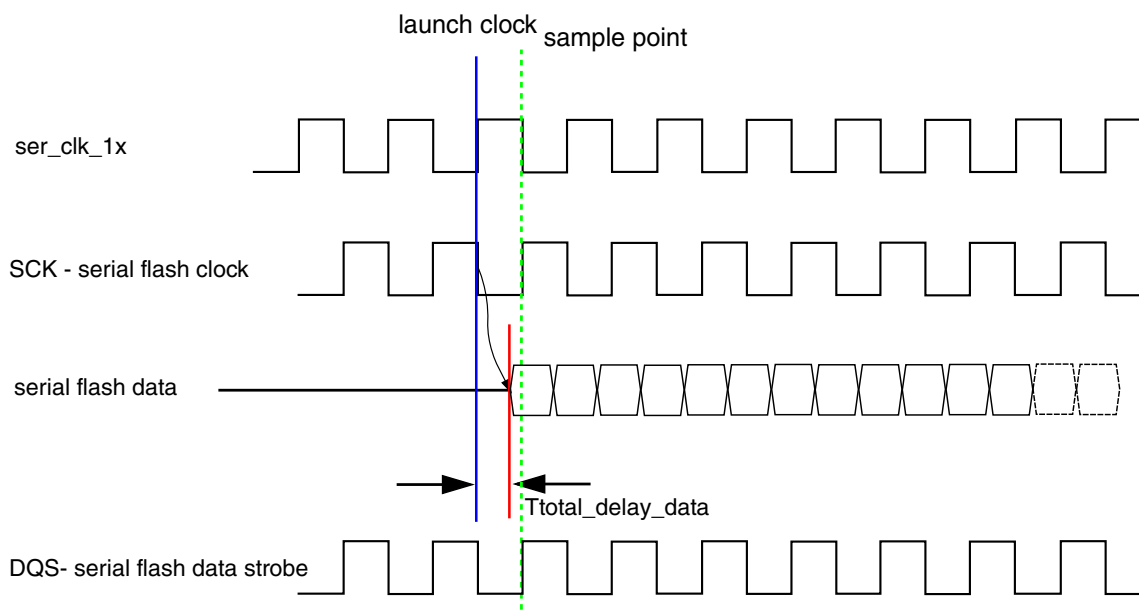 launch clock
sample point
ser_clk_1x
SCK - serial flash clock
serial flash data
Ttotal_delay_data
DQS- serial flash data strobe